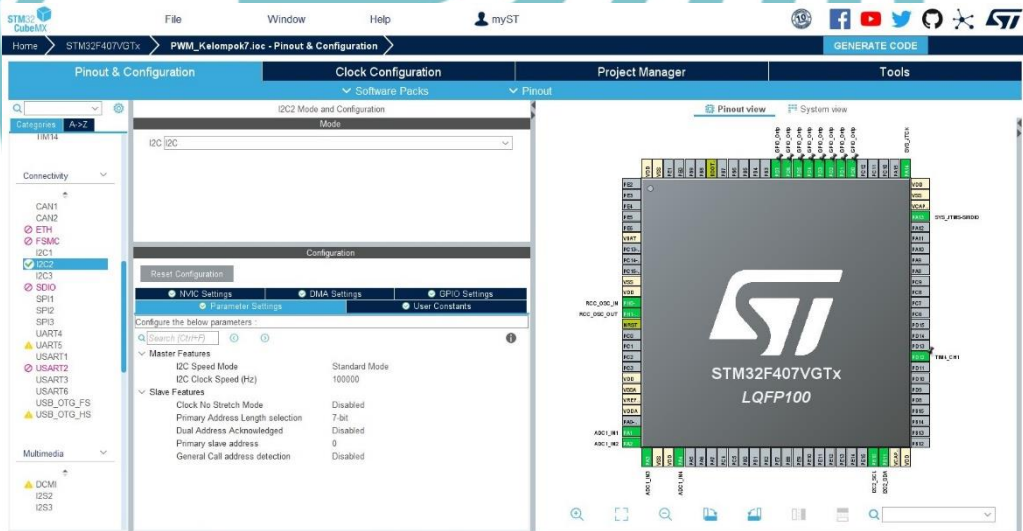 STM32
CubeMX
File
Window
Help
myST
Home
STM32F407VGTx
PWM_Kelompok7.ioc - Pinout & Configuration
GENERATE CODE
Pinout & Configuration
Clock Configuration
Project Manager
Tools
Software Packs
Pinout
Categories
A->Z
TIM14
Connectivity
CAN1
CAN2
ETH
FSMC
I2C1
I2C2
I2C3
SDIO
SPI1
SPI2
SPI3
UART4
UART5
USART1
USART2
USART3
USART6
USB_OTG_FS
USB_OTG_HS
Multimedia
DCMI
I2S2
I2S3
I2C2 Mode and Configuration
Mode
I2C I2C
Configuration
Reset Configuration
NVIC Settings
DMA Settings
GPIO Settings
Parameter Settings
User Constants
Configure the below parameters :
Search (Ctrl+F)
Master Features
I2C Speed Mode Standard Mode
I2C Clock Speed (Hz) 100000
Slave Features
Clock No Stretch Mode Disabled
Primary Address Length selection 7-bit
Dual Address Acknowledged Disabled
Primary slave address 0
General Call address detection Disabled
Pinout view
System view
SYS_JTMS-SWDIO
RCC_OSC_IN
RCC_OSC_OUT
TIM4_CH1
ADC1_IN1
ADC1_IN2
ADC1_IN3
ADC1_IN4
I2C2_SCL
I2C2_SDA
STM32F407VGTx
LQFP100